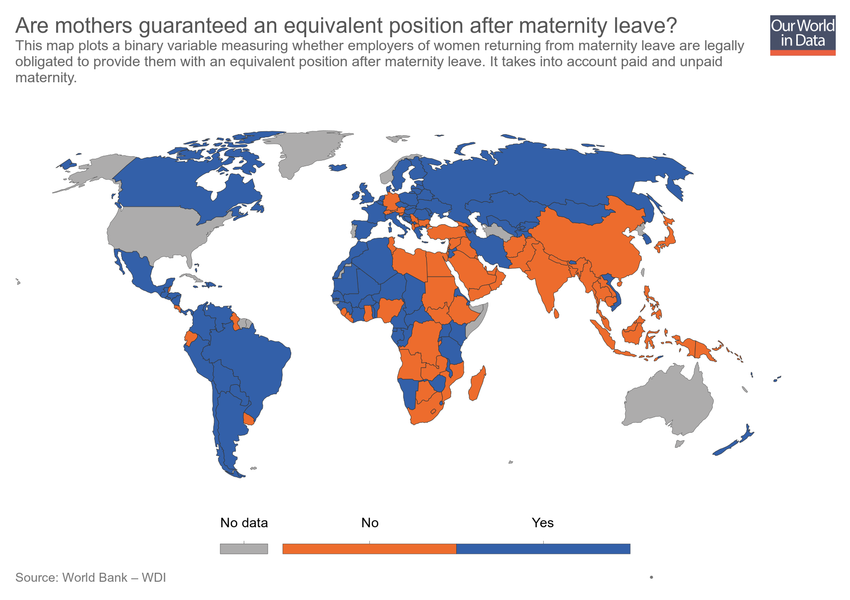 Are mothers guaranteed an equivalent position after maternity leave?
This map plots a binary variable measuring whether employers of women returning from maternity leave are legally
obligated to provide them with an equivalent position after maternity leave. It takes into account paid and unpaid
maternity.
Our World
in Data
No data
No
Yes
Source: World Bank – WDI